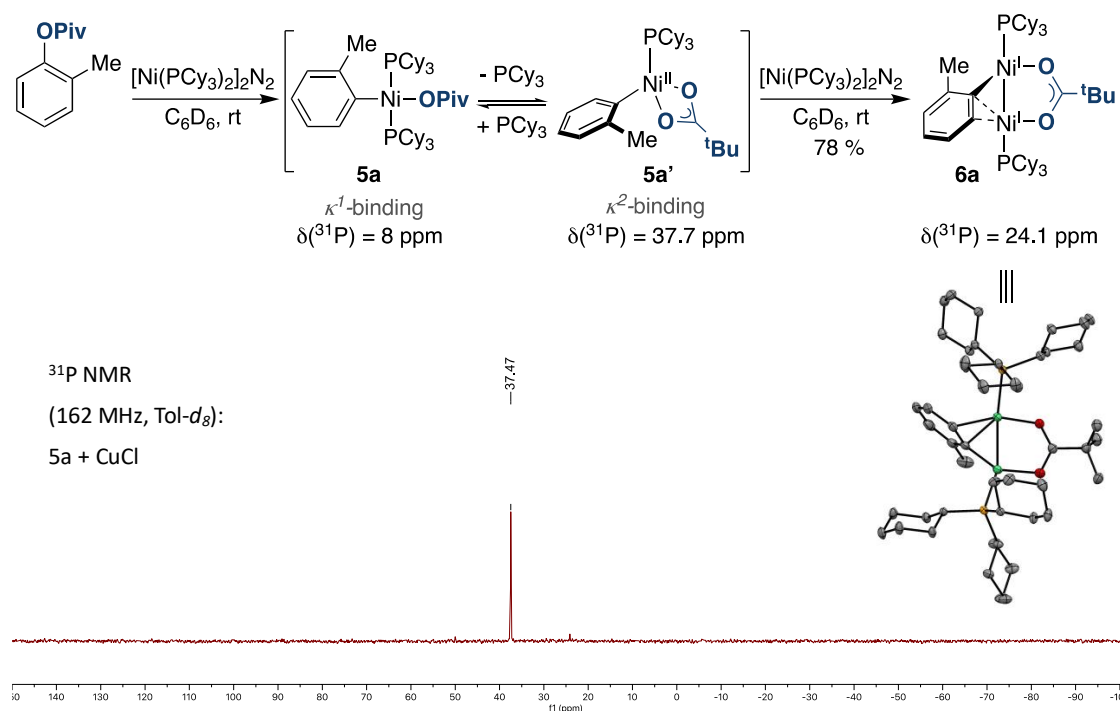 OPiv
Me
[Ni(PCy₃)₂]₂N₂
C₆D₆, rt
Me
PCy₃
Ni
OPiv
PCy₃
5a
κ¹-binding
δ(³¹P) = 8 ppm
- PCy₃
+ PCy₃
PCy₃
Niᴵᴵ
O
O
Me
ᵗBu
5a'
κ²-binding
δ(³¹P) = 37.7 ppm
[Ni(PCy₃)₂]₂N₂
C₆D₆, rt
78 %
PCy₃
Me
Niᴵ
O
ᵗBu
Niᴵ
O
PCy₃
6a
δ(³¹P) = 24.1 ppm
³¹P NMR
(162 MHz, Tol-d₈):
5a + CuCl
—37.47
50 140 130 120 110 100 90 80 70 60 50 40 30 20 10 0 -10 -20 -30 -40 -50 -60 -70 -80 -90 -10
f1 (ppm)